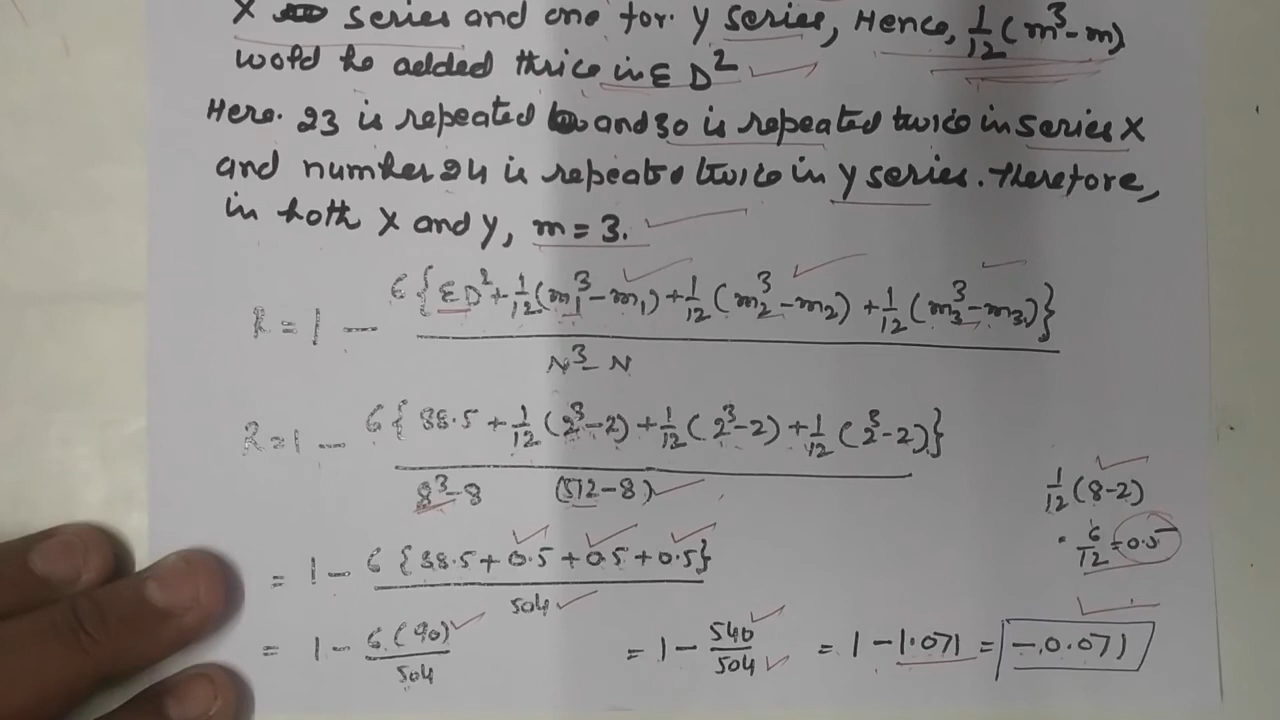 X series and one for Y series, Hence, 1/12 (m³-m)
wold be added thrice in Σ D²
Here. 23 is repeated and 30 is repeated twice in series X
and number 24 is repeated twice in Y series. Therefore,
in both X and Y, m = 3.
R = 1 - 6 {ΣD² + 1/12 (m₁³ - m₁) + 1/12 (m₂³ - m₂) + 1/12 (m₃³ - m₃)} / N³ - N
R = 1 - 6 {88.5 + 1/12 (2³-2) + 1/12 (2³-2) + 1/12 (2³-2)} / 8³-8 (512-8)
1/12 (8-2)
6/12 = 0.5
= 1 - 6 {88.5 + 0.5 + 0.5 + 0.5} / 504
= 1 - 6(90) / 504 = 1 - 540/504 = 1 - 1.071 = -0.071